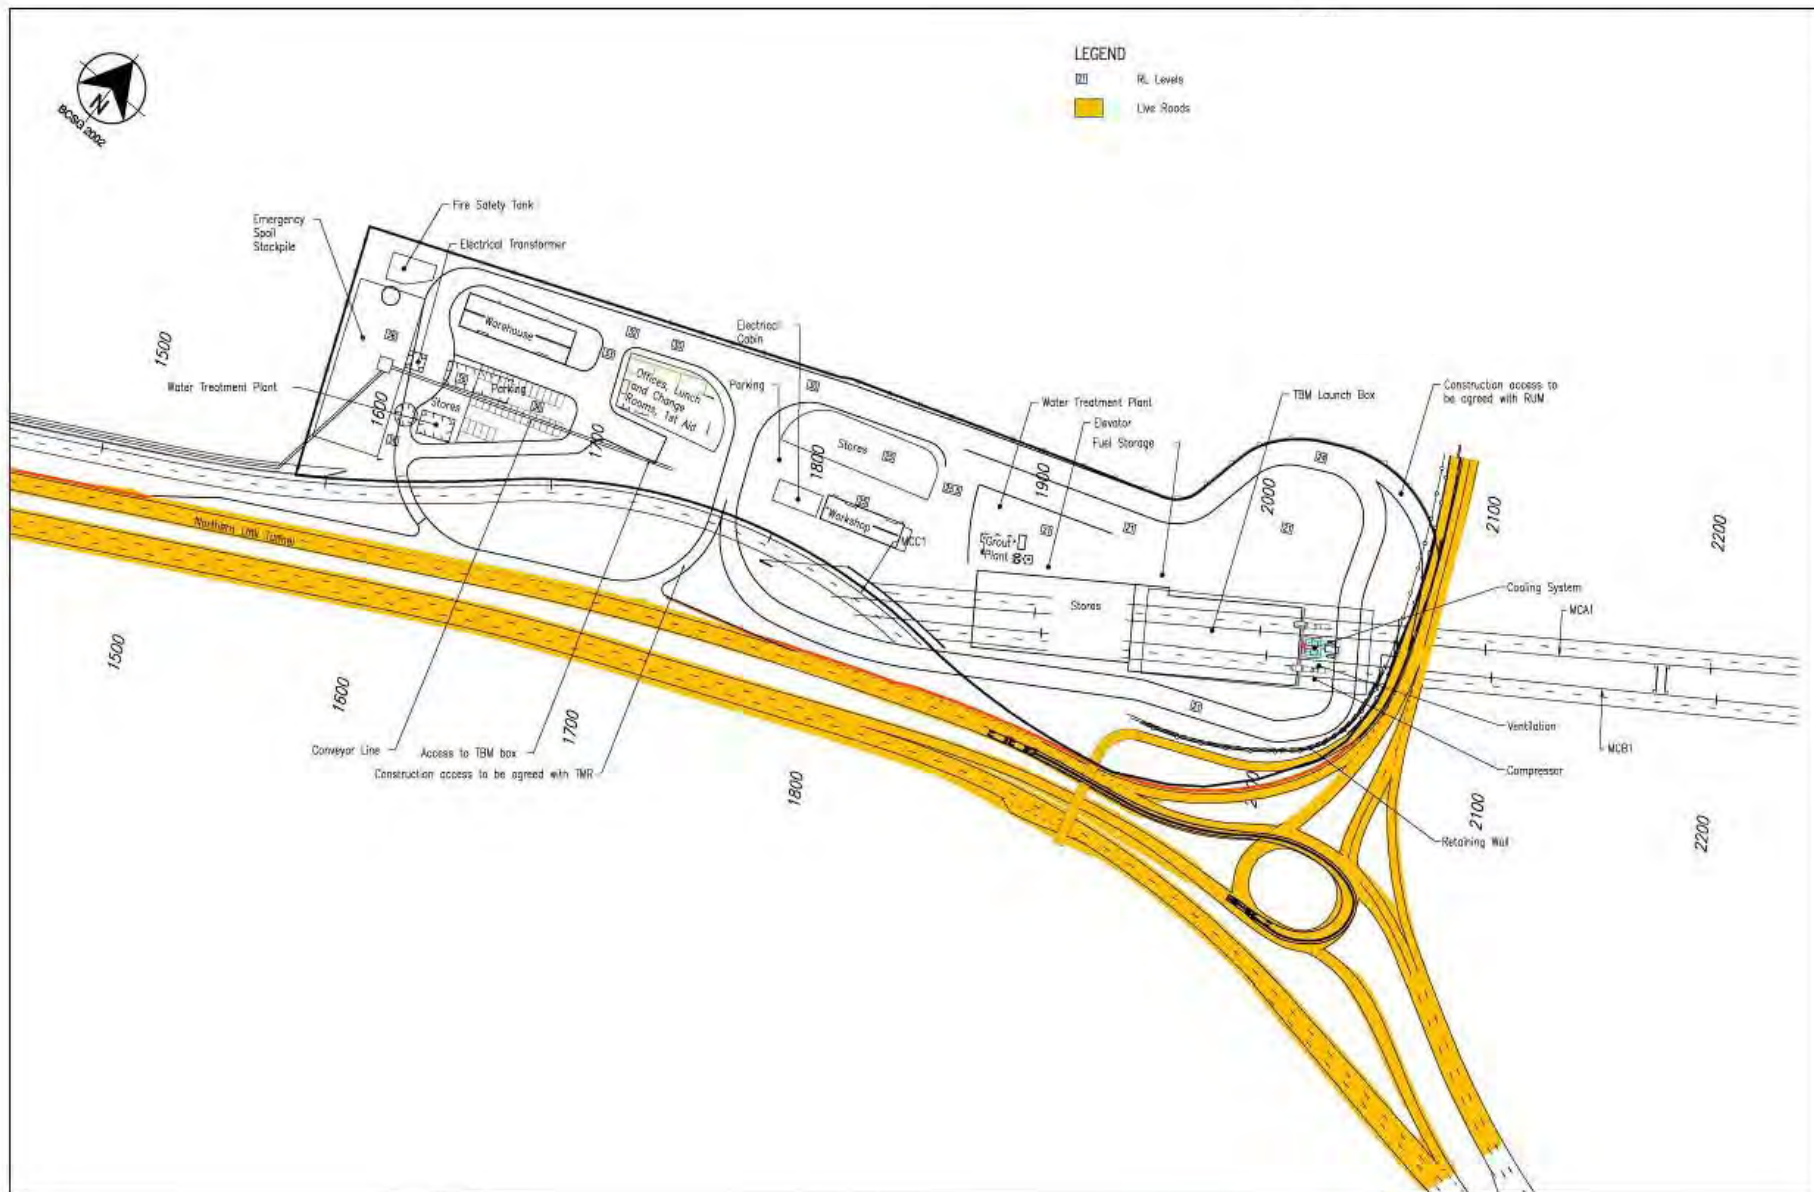 LEGEND
21 RL Levels
Live Roads
N
BCSG 2002
Fire Safety Tank
Emergency
Spoil
Stockpile
Electrical Transformer
Warehouse
Electrical
Cabin
1500
Water Treatment Plant
1600
Stores
Parking
Offices, Lunch
and Change
Rooms, 1st Aid
1700
Parking
Stores
1800
Workshop
MCC1
Water Treatment Plant
Elevator
Fuel Storage
1900
Grout
Plant
TBM Launch Box
2000
Construction access to
be agreed with RUM
2100
2200
Stores
21
21
21
Cooling System
MCA1
Ventilation
MCB1
Compressor
Retaining Wall
Northern Link Tunnel
1500
1600
1700
1800
Conveyor Line
Access to TBM box
Construction access to be agreed with TMR
2100
2200